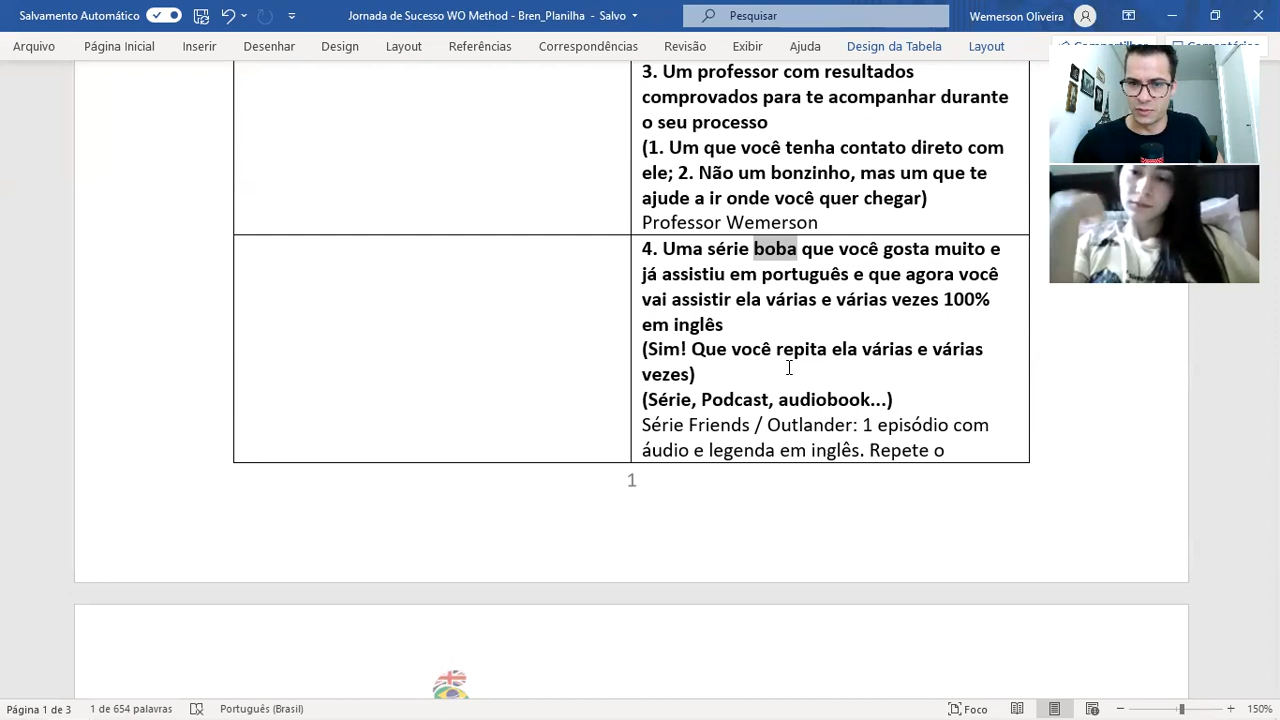 Salvamento Automático
Jornada de Sucesso WO Method - Bren_Planilha - Salvo
Pesquisar
Wemerson Oliveira
Arquivo Página Inicial Inserir Desenhar Design Layout Referências Correspondências Revisão Exibir Ajuda Design da Tabela Layout
3. Um professor com resultados
comprovados para te acompanhar durante
o seu processo
(1. Um que você tenha contato direto com
ele; 2. Não um bonzinho, mas um que te
ajude a ir onde você quer chegar)
Professor Wemerson
4. Uma série boba que você gosta muito e
já assistiu em português e que agora você
vai assistir ela várias e várias vezes 100%
em inglês
(Sim! Que você repita ela várias e várias
vezes)
(Série, Podcast, audiobook...)
Série Friends / Outlander: 1 episódio com
áudio e legenda em inglês. Repete o
1
Página 1 de 3 1 de 654 palavras Português (Brasil) Foco 150%